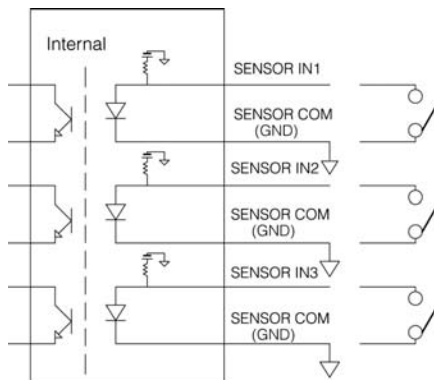 Internal
SENSOR IN1
SENSOR COM
(GND)
SENSOR IN2
SENSOR COM
(GND)
SENSOR IN3
SENSOR COM
(GND)